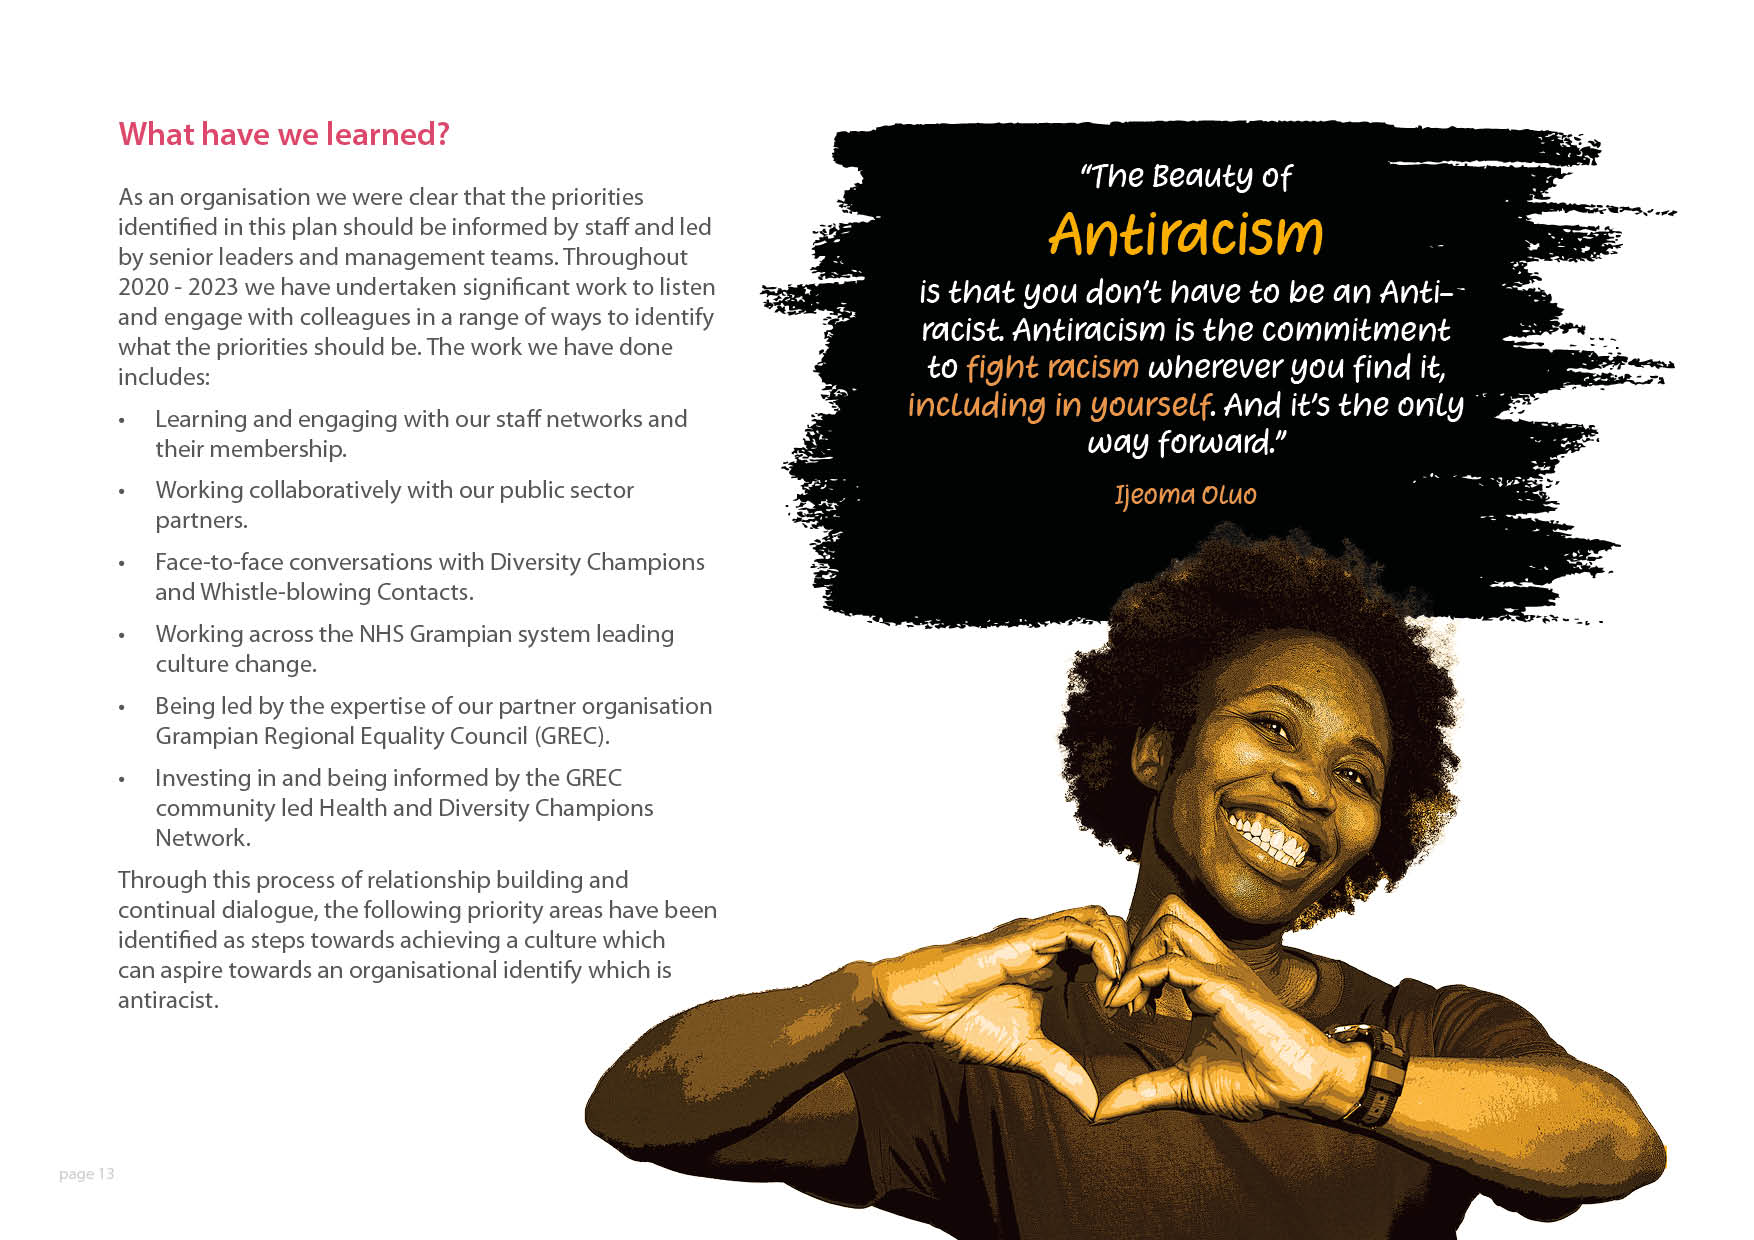 What have we learned?
As an organisation we were clear that the priorities
identified in this plan should be informed by staff and led
by senior leaders and management teams. Throughout
2020 - 2023 we have undertaken significant work to listen
and engage with colleagues in a range of ways to identify
what the priorities should be. The work we have done
includes:
• Learning and engaging with our staff networks and
their membership.
• Working collaboratively with our public sector
partners.
• Face-to-face conversations with Diversity Champions
and Whistle-blowing Contacts.
• Working across the NHS Grampian system leading
culture change.
• Being led by the expertise of our partner organisation
Grampian Regional Equality Council (GREC).
• Investing in and being informed by the GREC
community led Health and Diversity Champions
Network.
Through this process of relationship building and
continual dialogue, the following priority areas have been
identified as steps towards achieving a culture which
can aspire towards an organisational identify which is
antiracist.
“The Beauty of
Antiracism
is that you don’t have to be an Anti-
racist. Antiracism is the commitment
to fight racism wherever you find it,
including in yourself. And it’s the only
way forward.”
Ijeoma Oluo
page 13